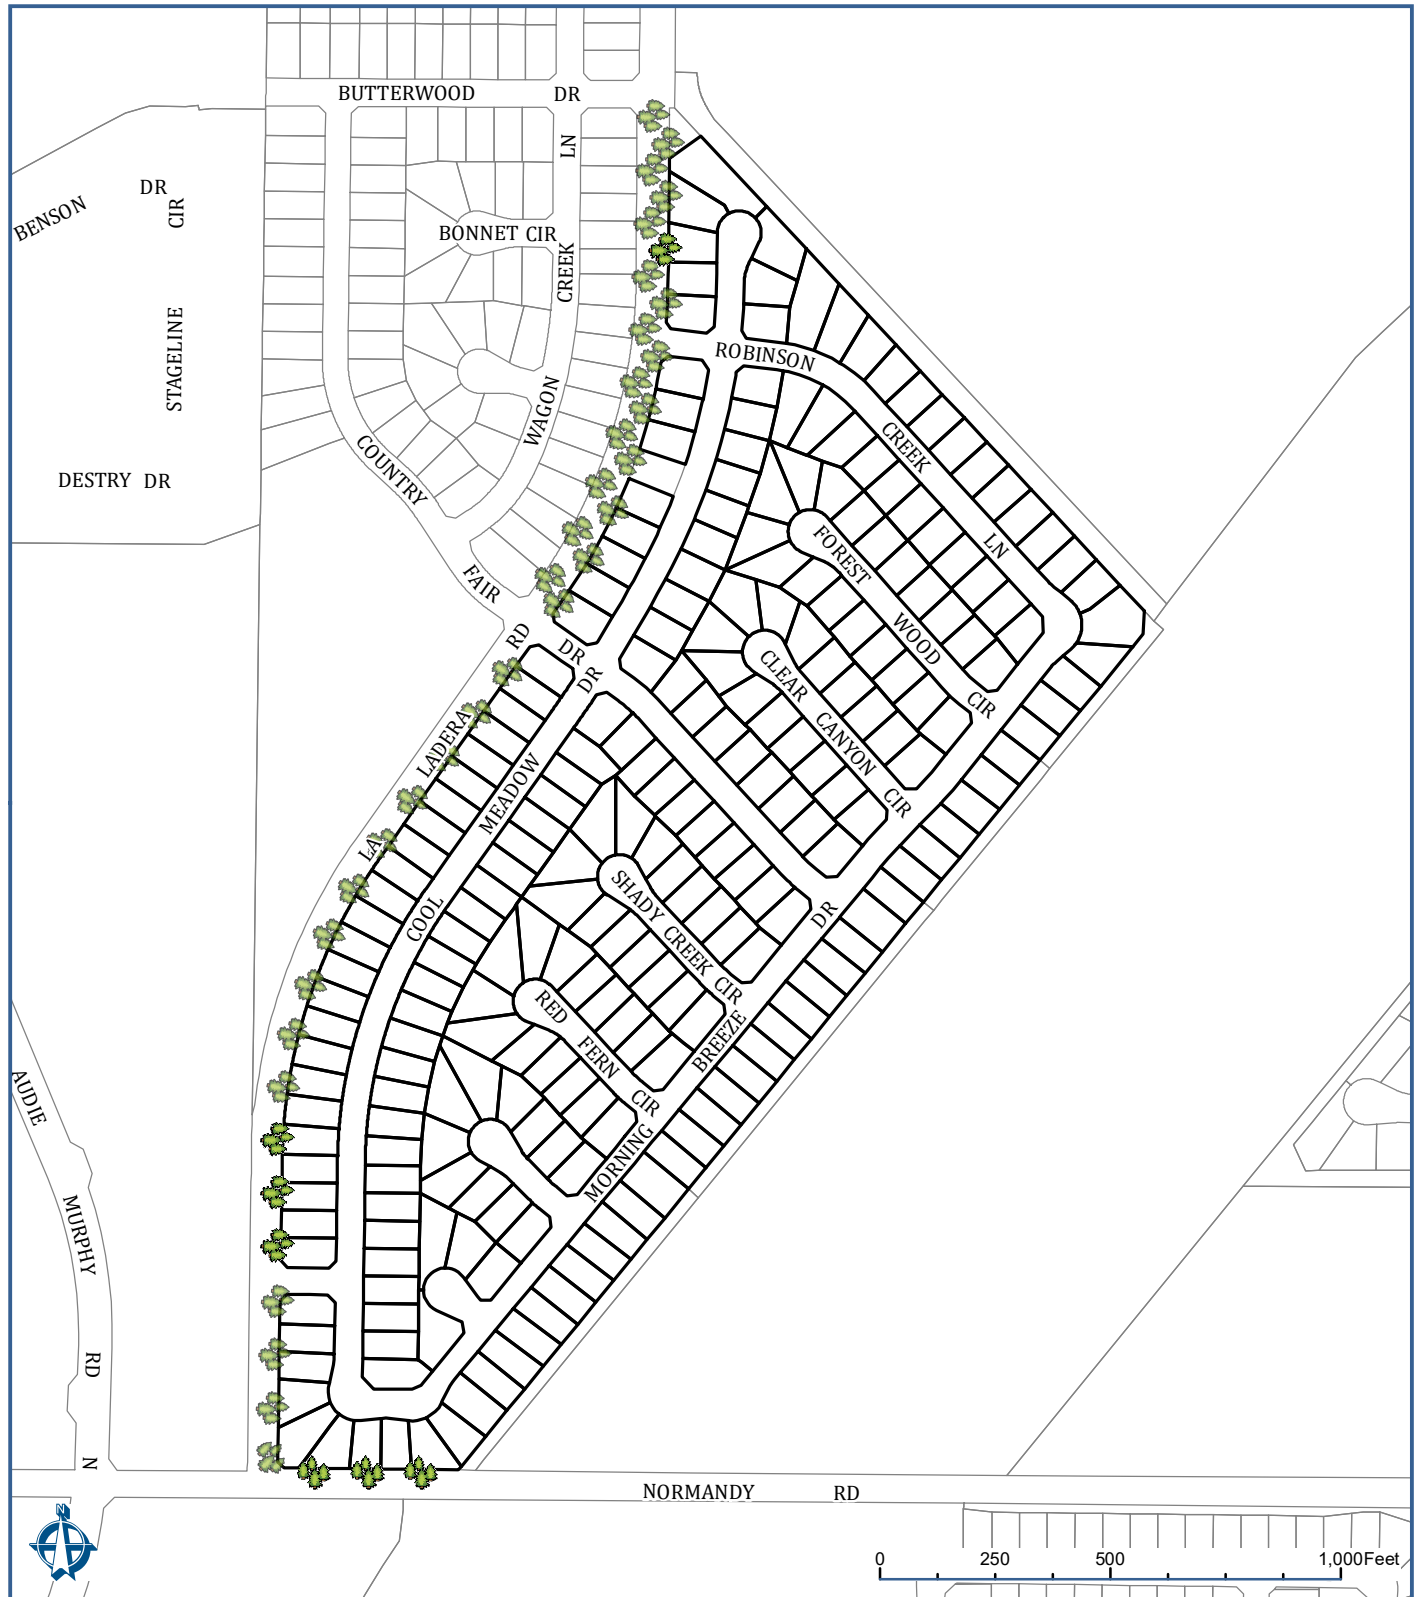 BUTTERWOOD DR
LN
BENSON DR
CIR
BONNET CIR
CREEK
STAGELINE
ROBINSON
WAGON
COUNTRY
CREEK
DESTRY DR
LN
FOREST
FAIR
WOOD
RD
DR
DR
CLEAR
CIR
LADERA
CANYON
MEADOW
CIR
LA
SHADY
DR
COOL
CREEK
CIR
RED
BREEZE
FERN
AUDIE
CIR
MORNING
MURPHY
RD
N
NORMANDY RD
N
0 250 500 1,000Feet